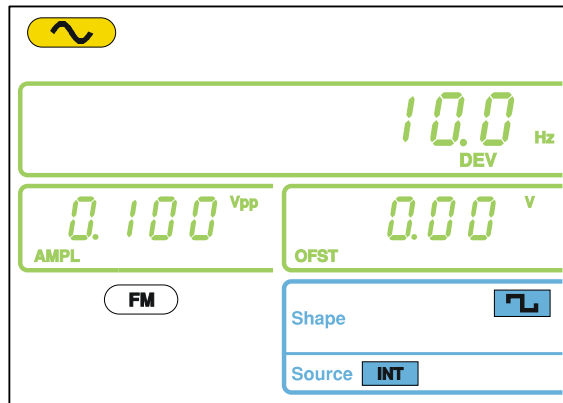 10.0 Hz
DEV
0.100 Vpp
AMPL
0.00 V
OFST
FM
Shape
Source INT